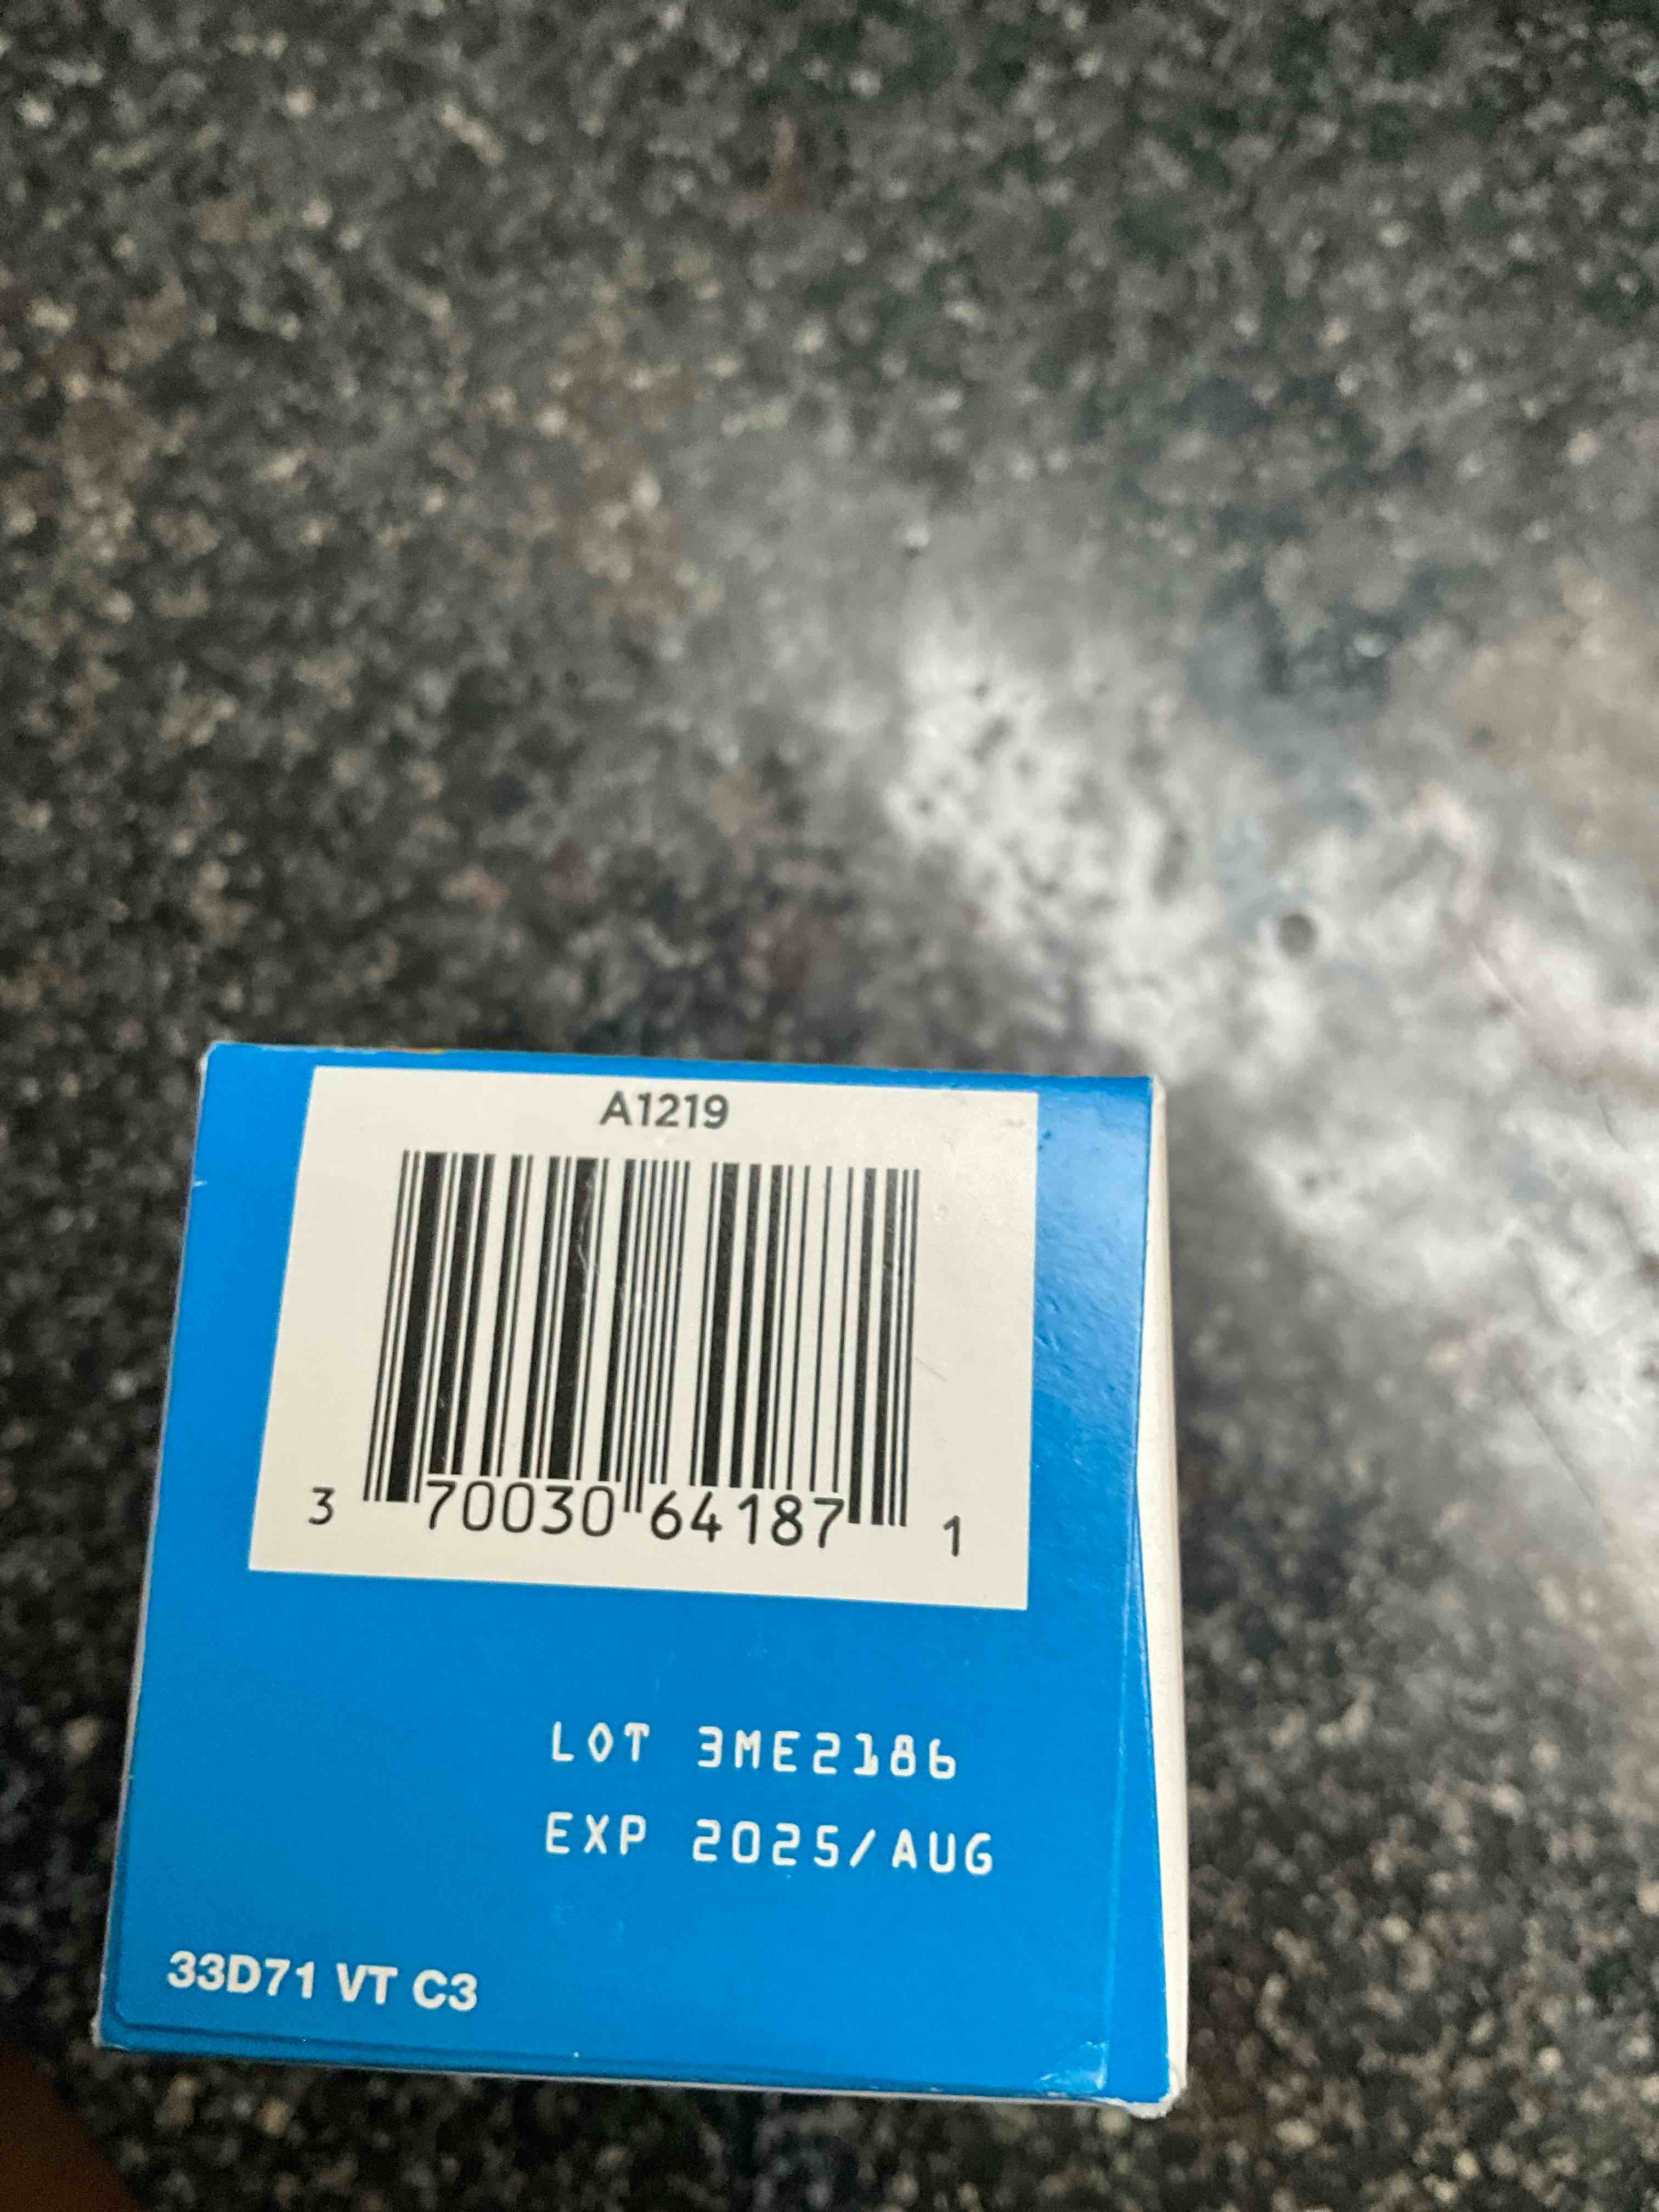 A1219
3 70030 64187 1
LOT 3ME2186
EXP 2025/AUG
33D71 VT C3